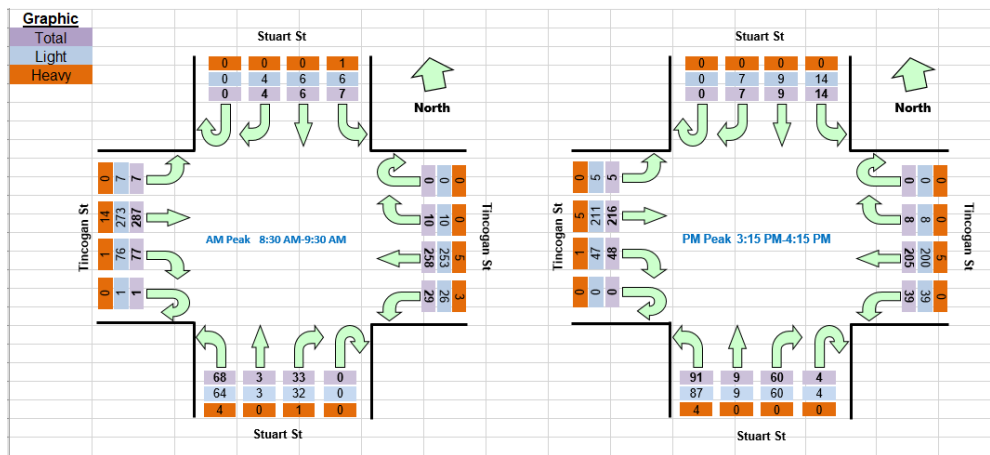 Graphic
Total
Light
Heavy
Stuart St
0 0 0 1
0 4 6 6
0 4 6 7
North
Tincogan St
0 7 7
14 273 287
1 76 77
0 1 1
AM Peak 8:30 AM-9:30 AM
0 0 0
10 10 0
258 253 5
29 26 3
Tincogan St
68 3 33 0
64 3 32 0
4 0 1 0
Stuart St
Stuart St
0 0 0 0
0 7 9 14
0 7 9 14
North
Tincogan St
0 5 5
5 211 216
1 47 48
0 0 0
PM Peak 3:15 PM-4:15 PM
0 0 0
8 8 0
205 200 5
39 39 0
Tincogan St
91 9 60 4
87 9 60 4
4 0 0 0
Stuart St